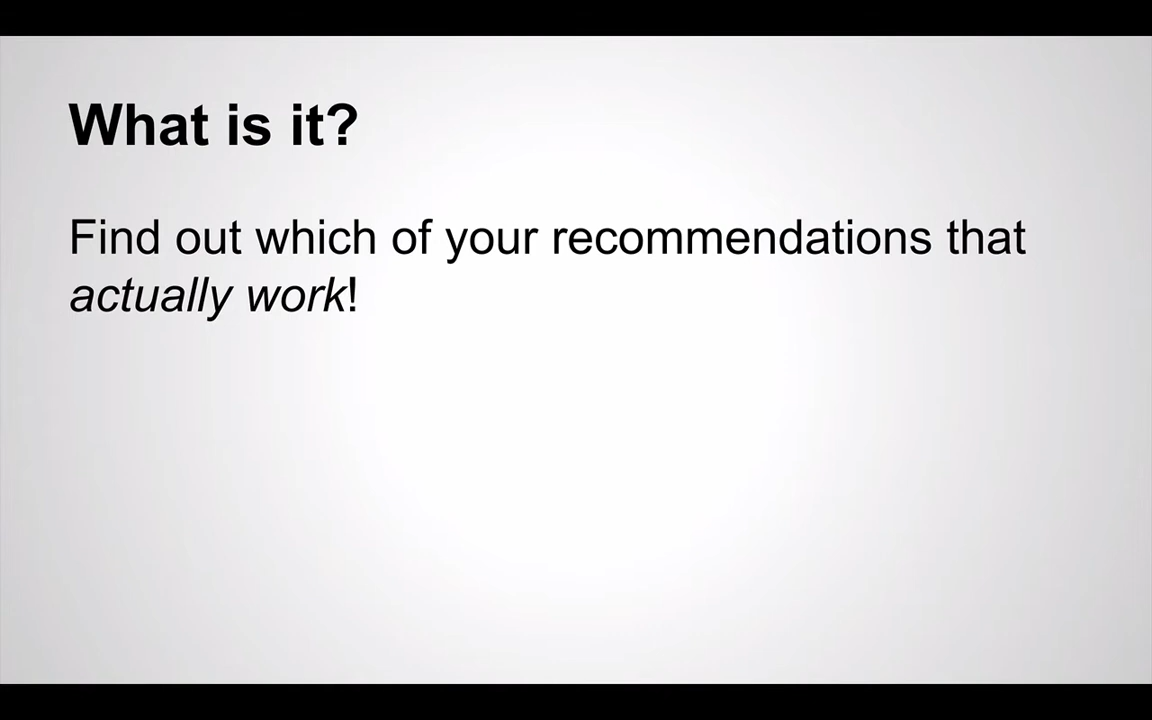 What is it?
Find out which of your recommendations that
actually work!